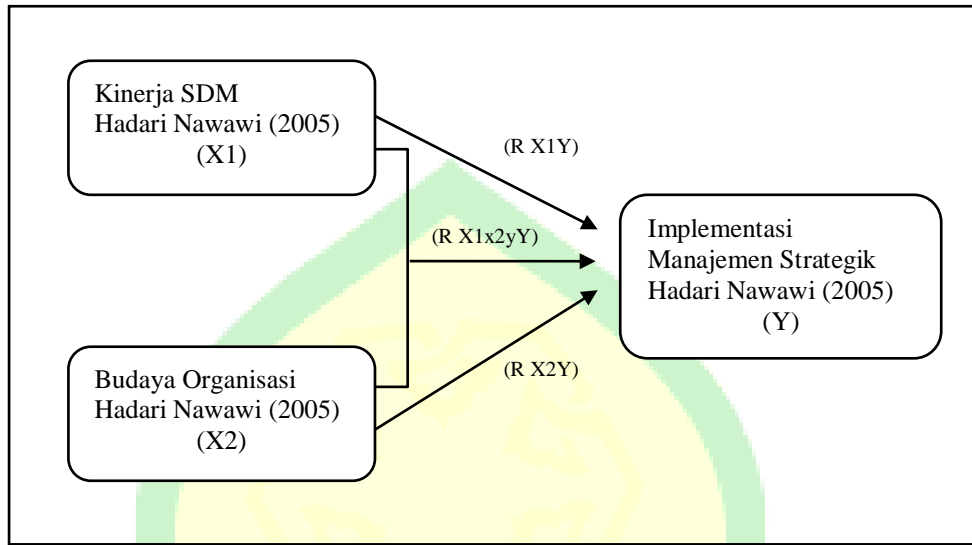 Kinerja SDM
Hadari Nawawi (2005)
(X1)
(R X1Y)
(R X1x2yY)
Implementasi
Manajemen Strategik
Hadari Nawawi (2005)
(Y)
Budaya Organisasi
Hadari Nawawi (2005)
(X2)
(R X2Y)